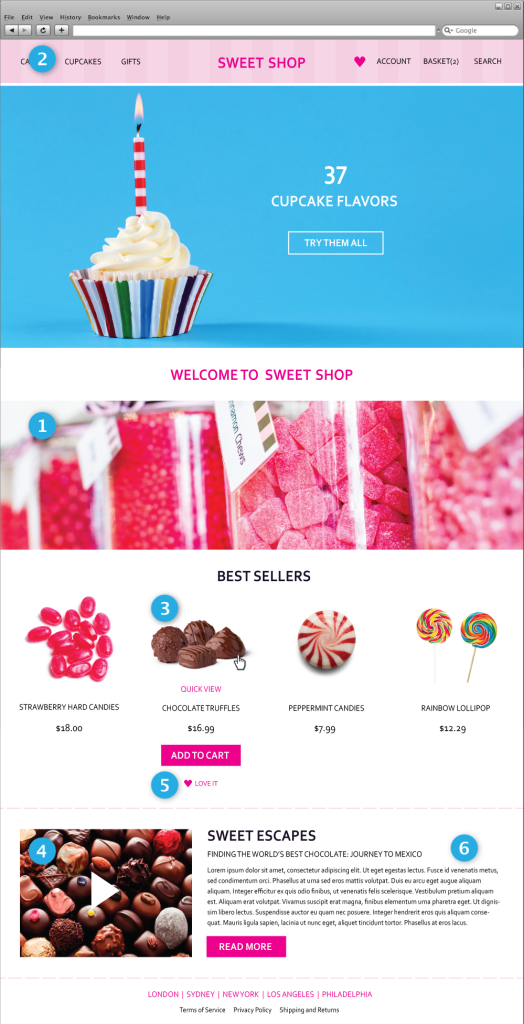 File Edit View History Bookmarks Window Help
Google
2 CUPCAKES GIFTS SWEET SHOP ACCOUNT BASKET(2) SEARCH
37
CUPCAKE FLAVORS
TRY THEM ALL
WELCOME TO SWEET SHOP
1
Chews
BEST SELLERS
3
QUICK VIEW
STRAWBERRY HARD CANDIES CHOCOLATE TRUFFLES PEPPERMINT CANDIES RAINBOW LOLLIPOP
$18.00 $16.99 $7.99 $12.29
ADD TO CART
5 LOVE IT
4
SWEET ESCAPES
6
FINDING THE WORLD'S BEST CHOCOLATE: JOURNEY TO MEXICO
Lorem ipsum dolor sit amet, consectetur adipiscing elit. Ut eget egestas lectus. Fusce id venenatis metus,
sed condimentum orci. Phasellus at urna sed eros mattis volutpat. Duis eu arcu eget augue aliquam
aliquam. Integer efficitur ex quis odio finibus, ut venenatis felis scelerisque. Vestibulum pretium aliquam
est. Aliquam erat volutpat. Vivamus suscipit erat magna, finibus elementum urna pharetra eget. Ut dignis-
sim libero lectus. Suspendisse auctor eu quam nec posuere. Integer hendrerit eros quis aliquam conse-
quat. Mauris ligula sapien, lacinia ut nunc eget, aliquet tincidunt tortor. Phasellus at eros lacus.
READ MORE
LONDON | SYDNEY | NEW YORK | LOS ANGELES | PHILADELPHIA
Terms of Service Privacy Policy Shipping and Returns